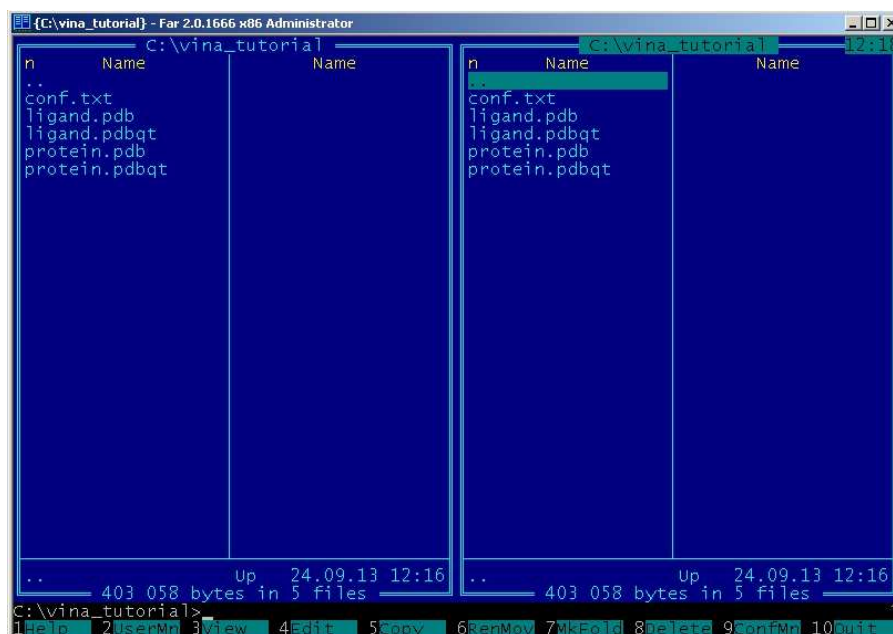 {C:\vina_tutorial} - Far 2.0.1666 x86 Administrator
C:\vina_tutorial
n Name Name
..
conf.txt
ligand.pdb
ligand.pdbqt
protein.pdb
protein.pdbqt
.. Up 24.09.13 12:16
403 058 bytes in 5 files
C:\vina_tutorial
n Name Name
..
conf.txt
ligand.pdb
ligand.pdbqt
protein.pdb
protein.pdbqt
.. Up 24.09.13 12:16
403 058 bytes in 5 files
C:\vina_tutorial>_
1Help 2UserMn 3View 4Edit 5Copy 6RenMov 7MkFold 8Delete 9ConfMn 10Quit